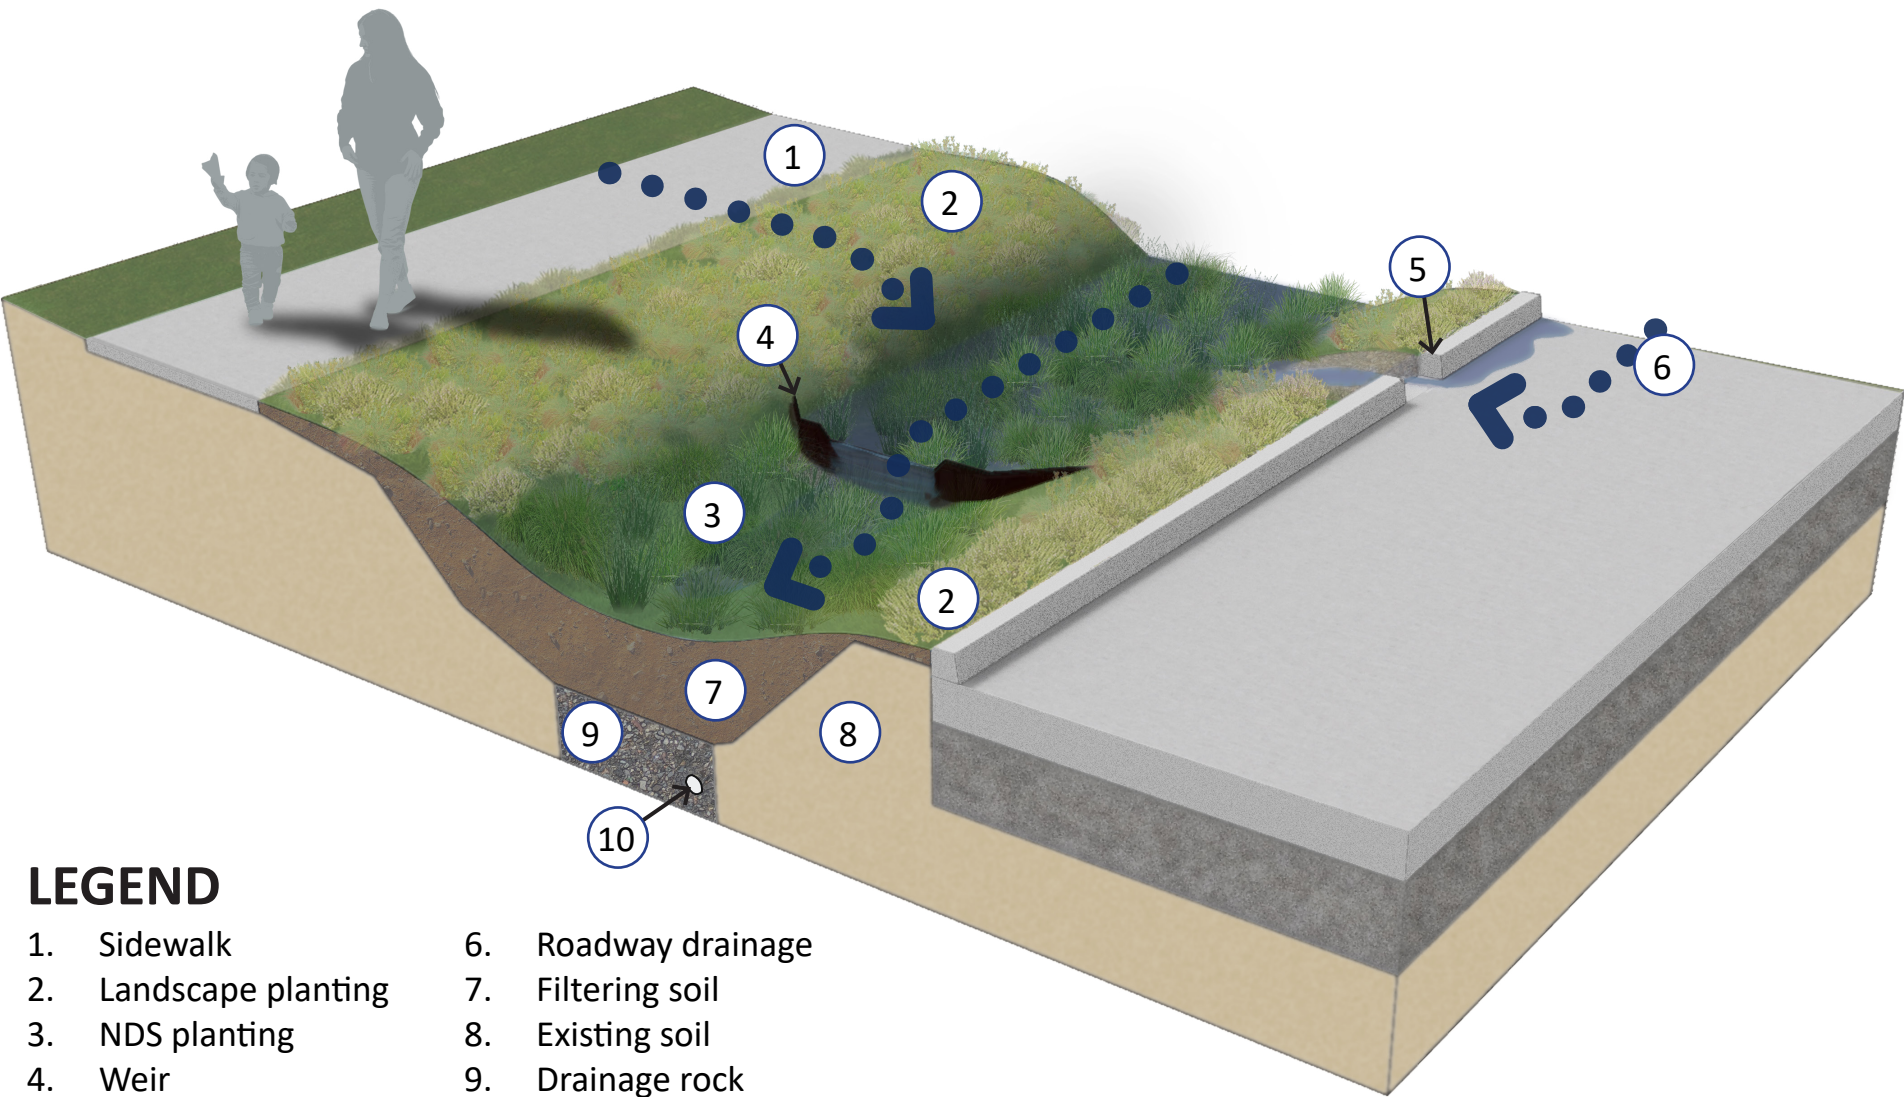 1
2
5
4
6
3
2
7
9
8
10
LEGEND
1. Sidewalk
2. Landscape planting
3. NDS planting
4. Weir
6. Roadway drainage
7. Filtering soil
8. Existing soil
9. Drainage rock